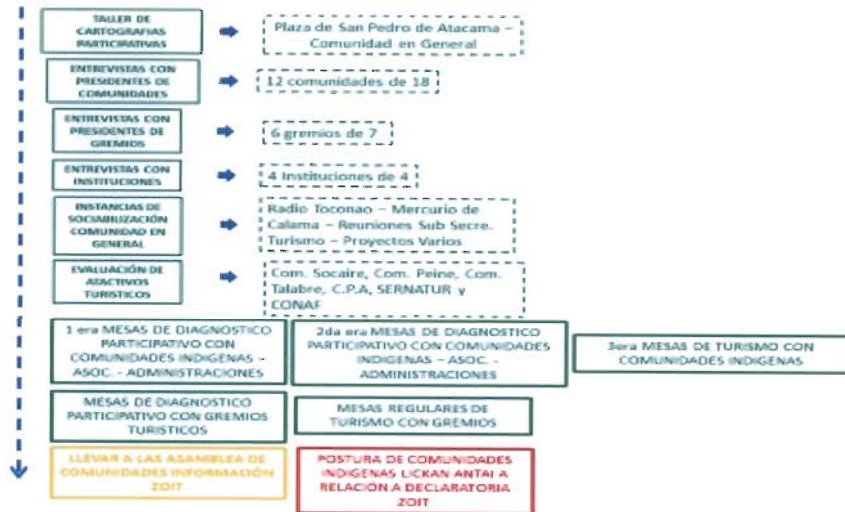 TALLER DE
CARTOGRAFIAS
PARTICIPATIVAS
Plaza de San Pedro de Atacama –
Comunidad en General
ENTREVISTAS CON
PRESIDENTES DE
COMUNIDADES
12 comunidades de 18
ENTREVISTAS CON
PRESIDENTES DE
GREMIOS
6 gremios de 7
ENTREVISTAS CON
INSTITUCIONES
4 Instituciones de 4
INSTANCIAS DE
SOCIABILIZACIÓN
COMUNIDAD EN
GENERAL
Radio Toconao – Mercurio de
Calama – Reuniones Sub Secre.
Turismo – Proyectos Varios
EVALUACIÓN DE
ATACTIVOS
TURISTICOS
Com. Socaire, Com. Peine, Com.
Talabre, C.P.A, SERNATUR y
CONAF
1 era MESAS DE DIAGNOSTICO
PARTICIPATIVO CON
COMUNIDADES INDIGENAS –
ASOC. - ADMINISTRACIONES
2da era MESAS DE DIAGNOSTICO
PARTICIPATIVO CON COMUNIDADES
INDIGENAS – ASOC. -
ADMINISTRACIONES
3era MESAS DE TURISMO CON
COMUNIDADES INDIGENAS
MESAS DE DIAGNOSTICO
PARTICIPATIVO CON GREMIOS
TURISTICOS
MESAS REGULARES DE
TURISMO CON GREMIOS
LLEVAR A LAS ASAMBLEA DE
COMUNIDADES INFORMACIÓN
ZOIT
POSTURA DE COMUNIDADES
INDIGENAS LICKAN ANTAI A
RELACIÓN A DECLARATORIA
ZOIT